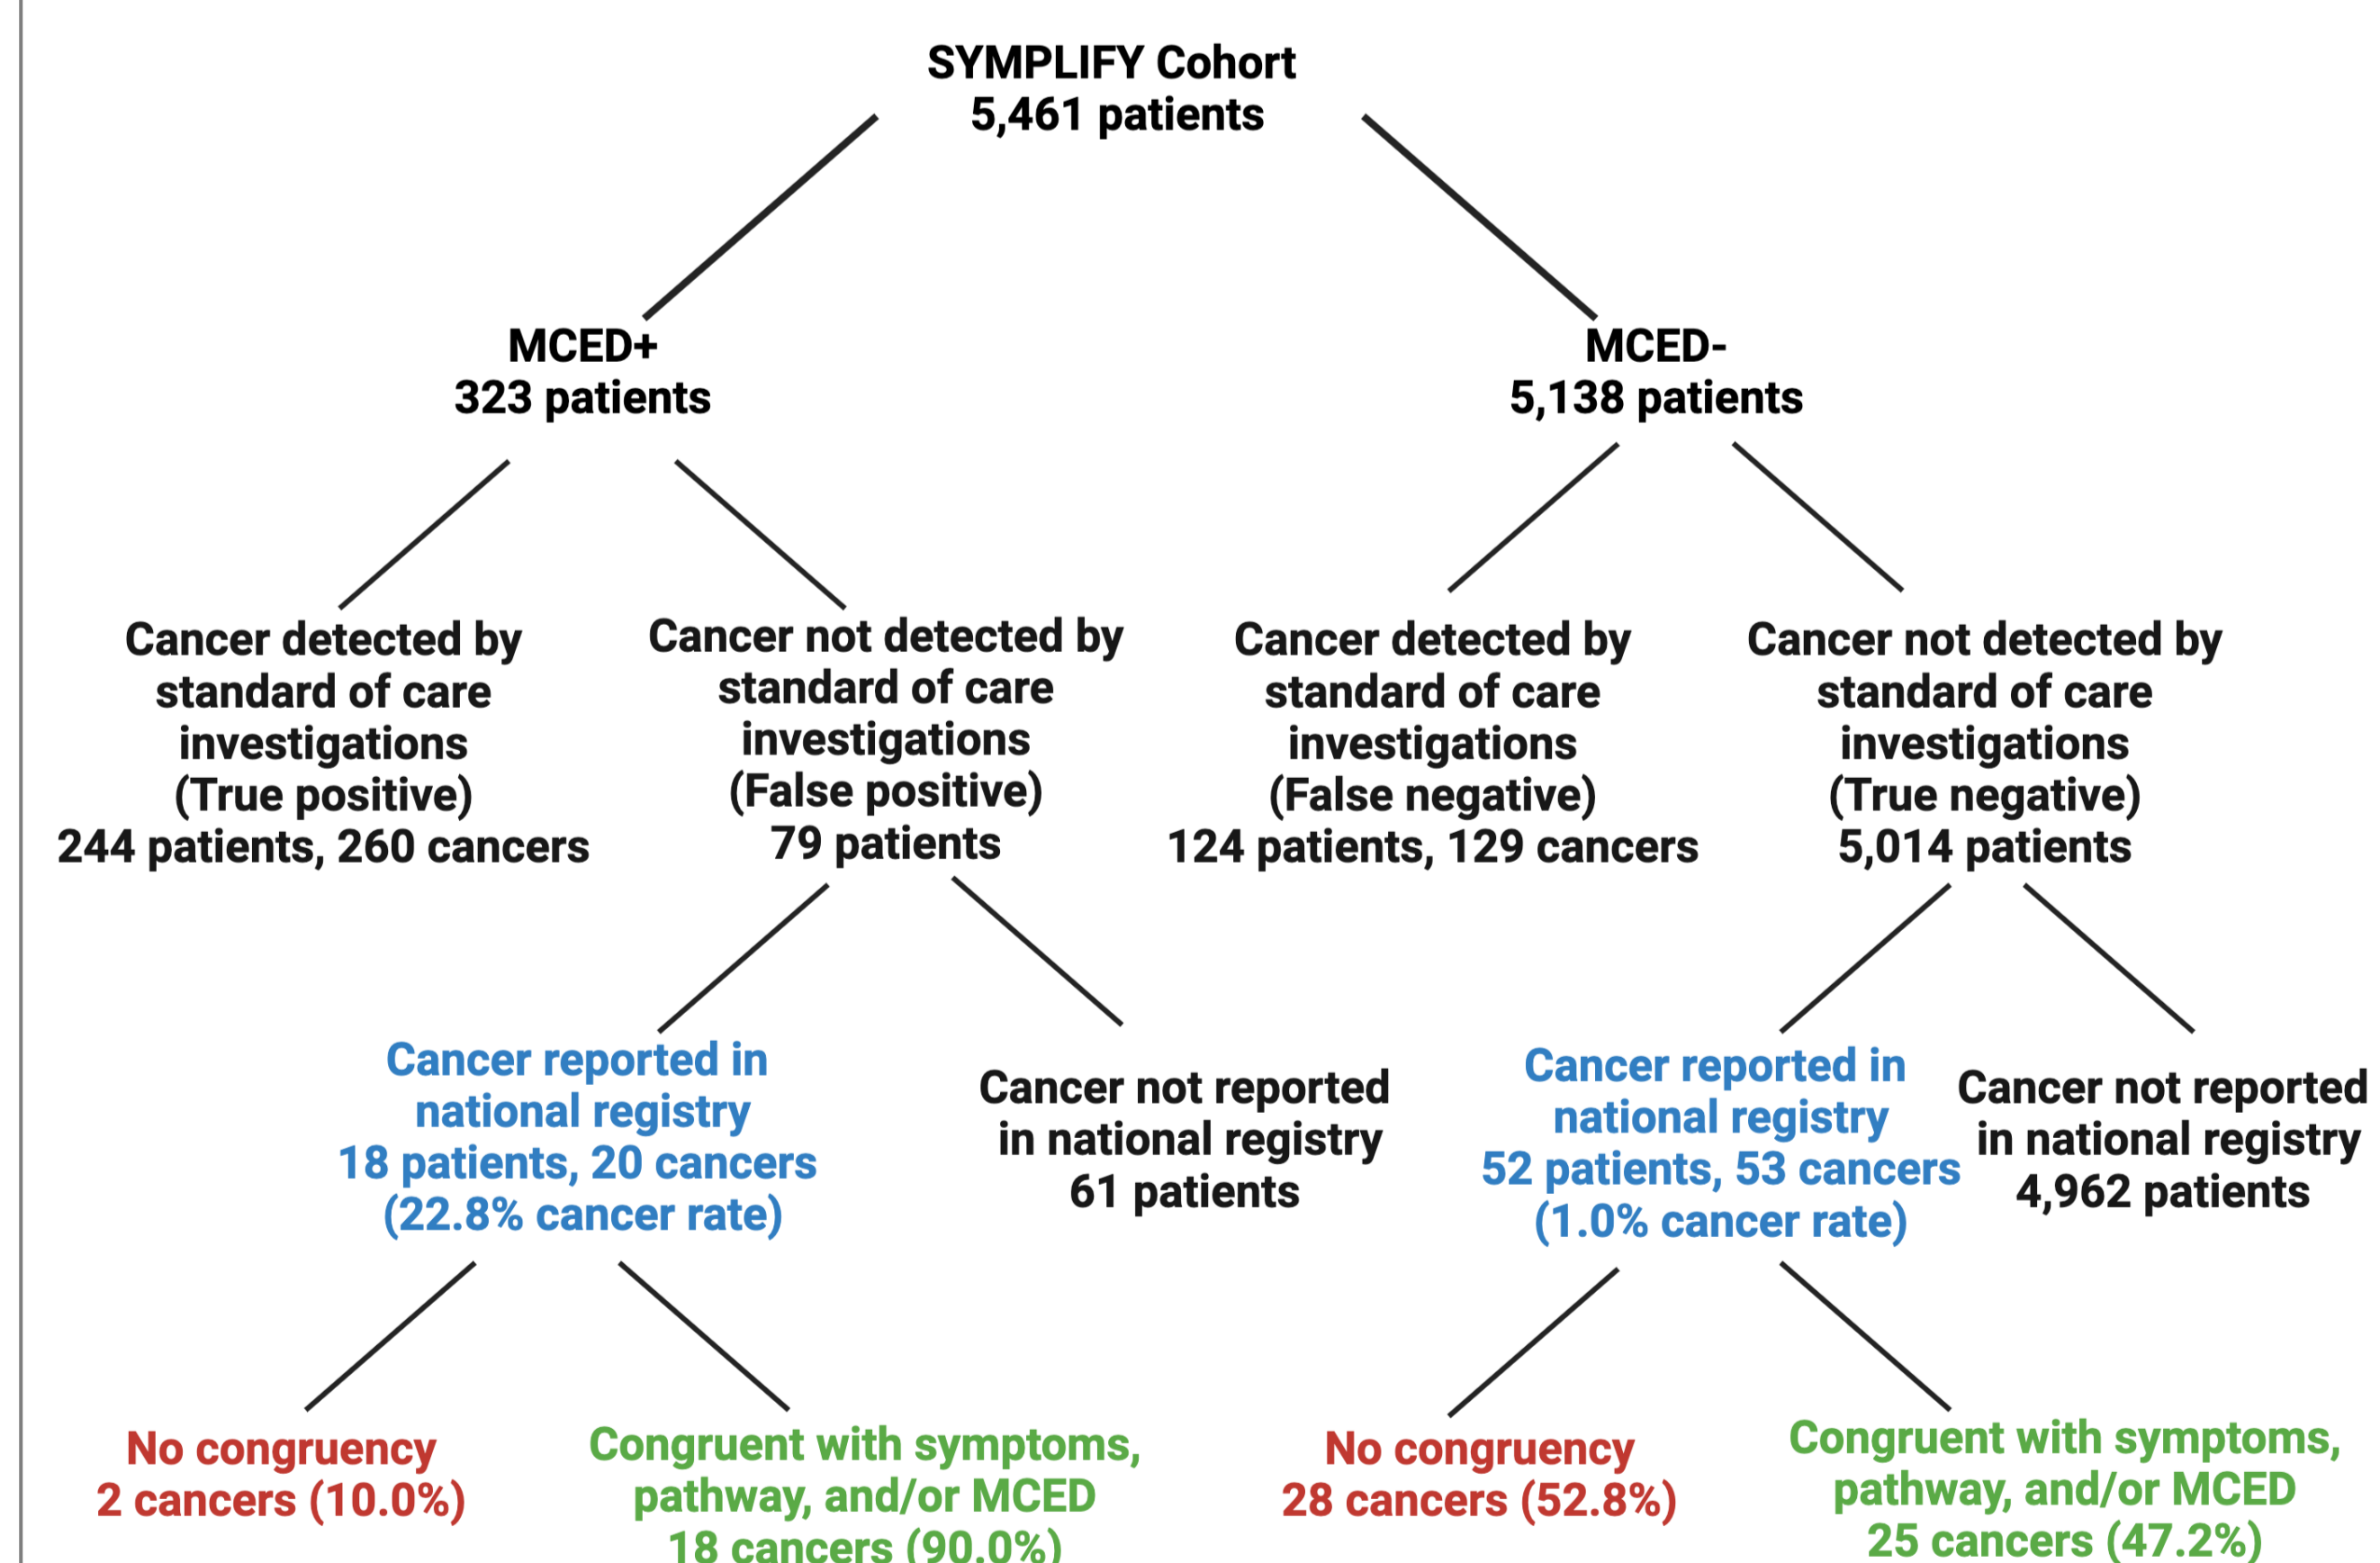 SYMPLIFY Cohort
5,461 patients
MCED+
323 patients
MCED-
5,138 patients
Cancer detected by
standard of care
investigations
(True positive)
244 patients, 260 cancers
Cancer not detected by
standard of care
investigations
(False positive)
79 patients
Cancer detected by
standard of care
investigations
(False negative)
124 patients, 129 cancers
Cancer not detected by
standard of care
investigations
(True negative)
5,014 patients
Cancer reported in
national registry
18 patients, 20 cancers
(22.8% cancer rate)
Cancer not reported
in national registry
61 patients
Cancer reported in
national registry
52 patients, 53 cancers
(1.0% cancer rate)
Cancer not reported
in national registry
4,962 patients
No congruency
2 cancers (10.0%)
Congruent with symptoms,
pathway, and/or MCED
18 cancers (90.0%)
No congruency
28 cancers (52.8%)
Congruent with symptoms,
pathway, and/or MCED
25 cancers (47.2%)